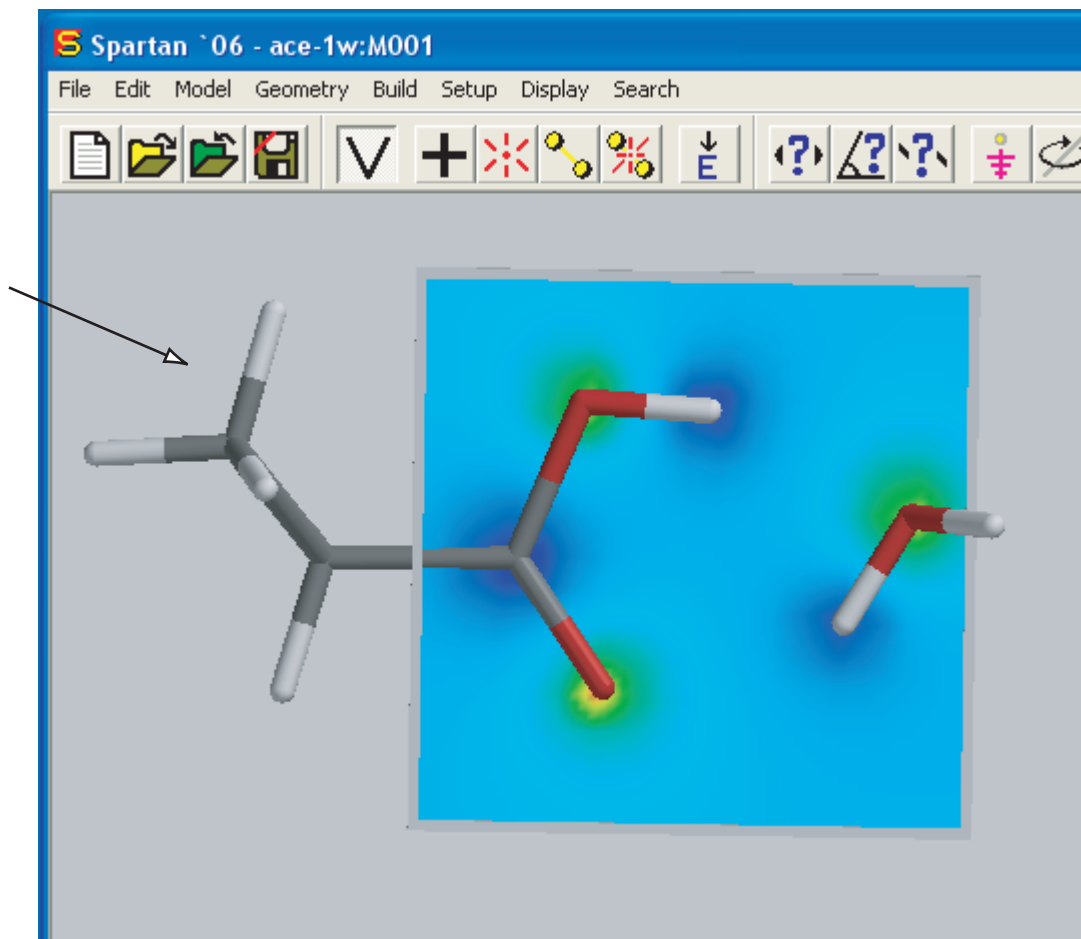 S Spartan `06 - ace-1w:M001
File Edit Model Geometry Build Setup Display Search
V E ? ? ?